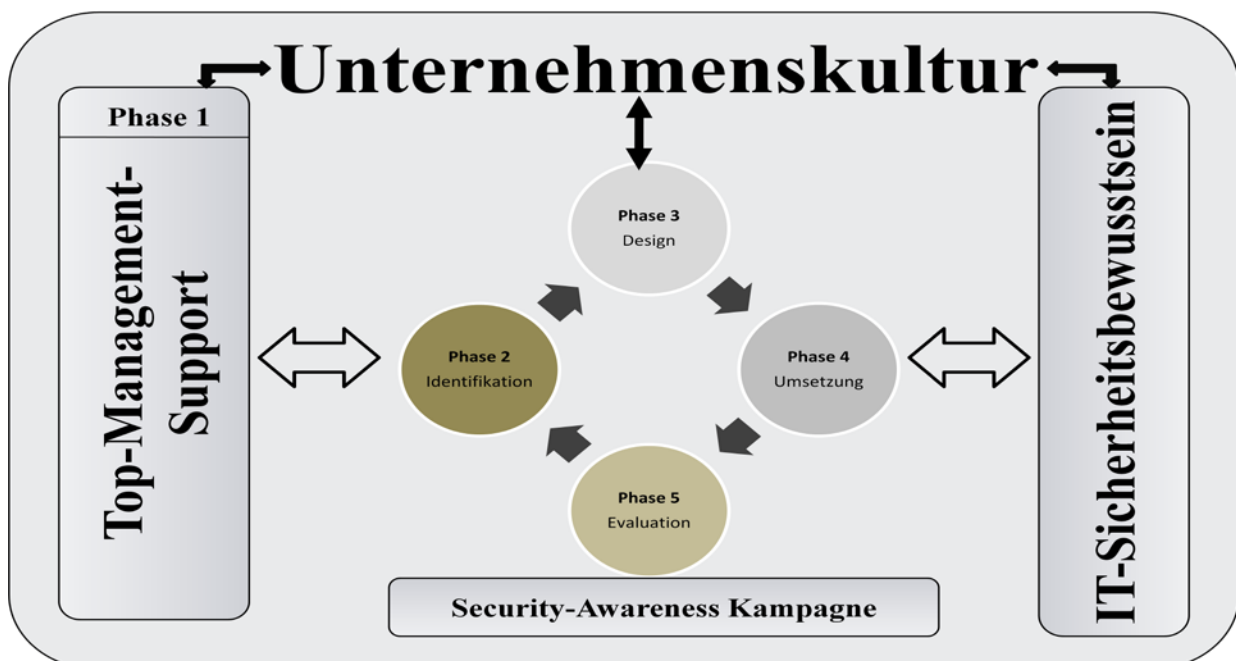 Unternehmenskultur
Phase 1
Top-Management-
Support
Phase 3
Design
Phase 2
Identifikation
Phase 4
Umsetzung
Phase 5
Evaluation
IT-Sicherheitsbewusstsein
Security-Awareness Kampagne